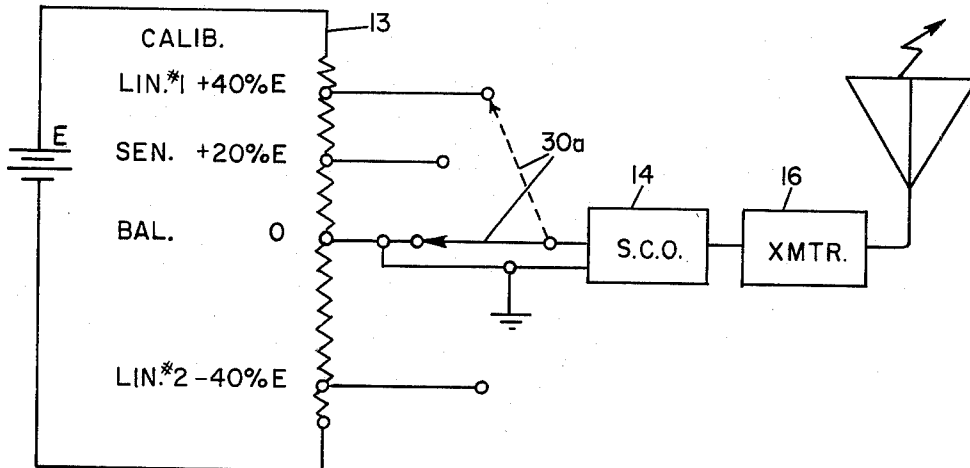 CALIB.
13
LIN.#1 +40%E
E
SEN. +20%E
30a
BAL. 0
14
16
S.C.O.
XMTR.
LIN.#2 -40%E